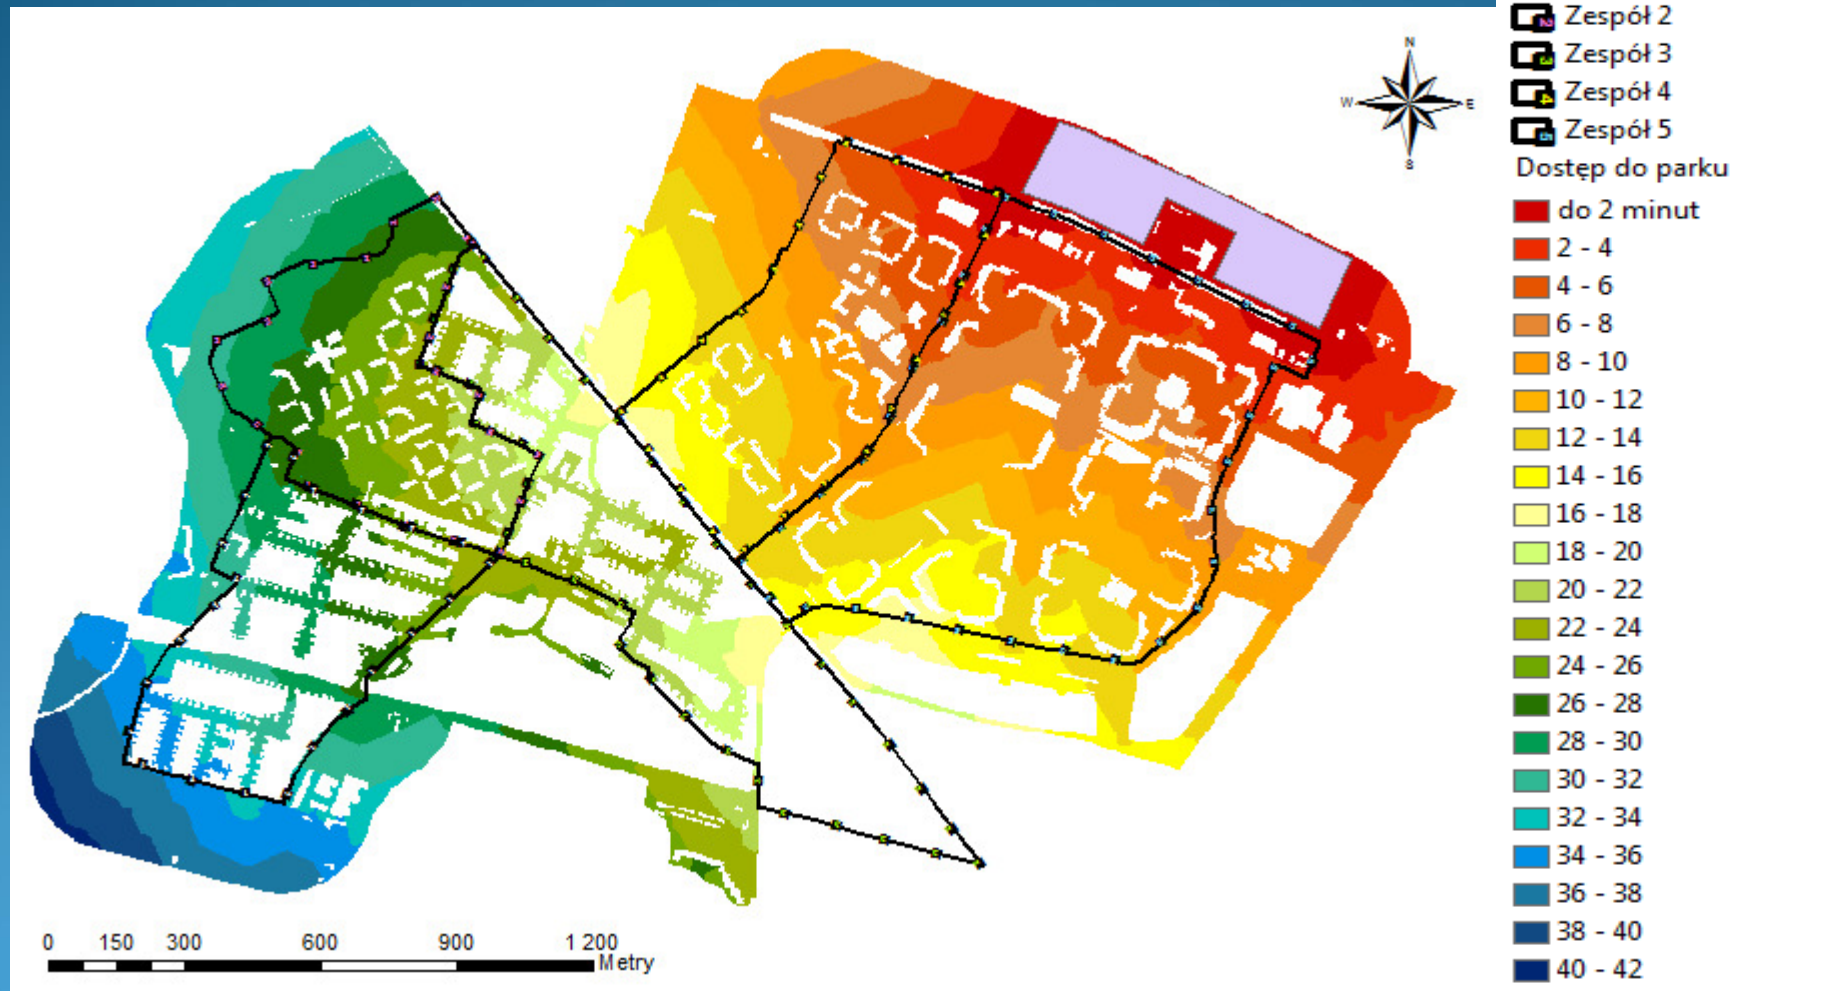 N
W
E
S
0 150 300 600 900 1 200
Metry
Zespół 2
Zespół 3
Zespół 4
Zespół 5
Dostęp do parku
do 2 minut
2 - 4
4 - 6
6 - 8
8 - 10
10 - 12
12 - 14
14 - 16
16 - 18
18 - 20
20 - 22
22 - 24
24 - 26
26 - 28
28 - 30
30 - 32
32 - 34
34 - 36
36 - 38
38 - 40
40 - 42